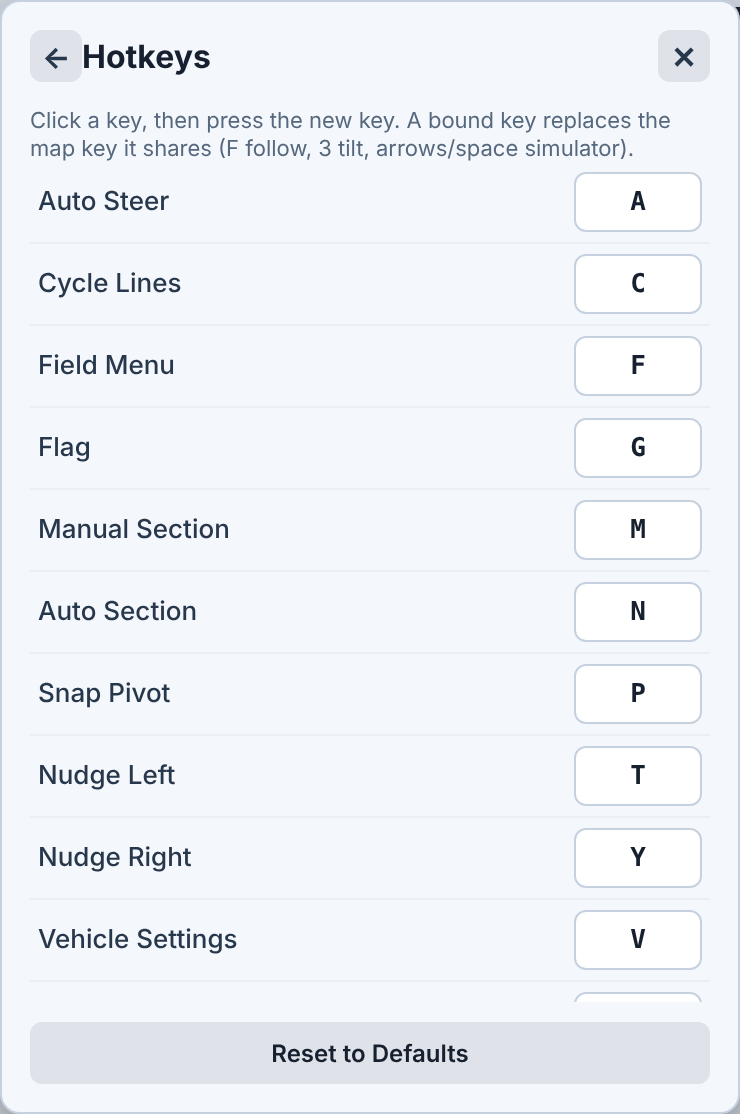 Hotkeys
Click a key, then press the new key. A bound key replaces the
map key it shares (F follow, 3 tilt, arrows/space simulator).
Auto Steer A
Cycle Lines C
Field Menu F
Flag G
Manual Section M
Auto Section N
Snap Pivot P
Nudge Left T
Nudge Right Y
Vehicle Settings V
Reset to Defaults